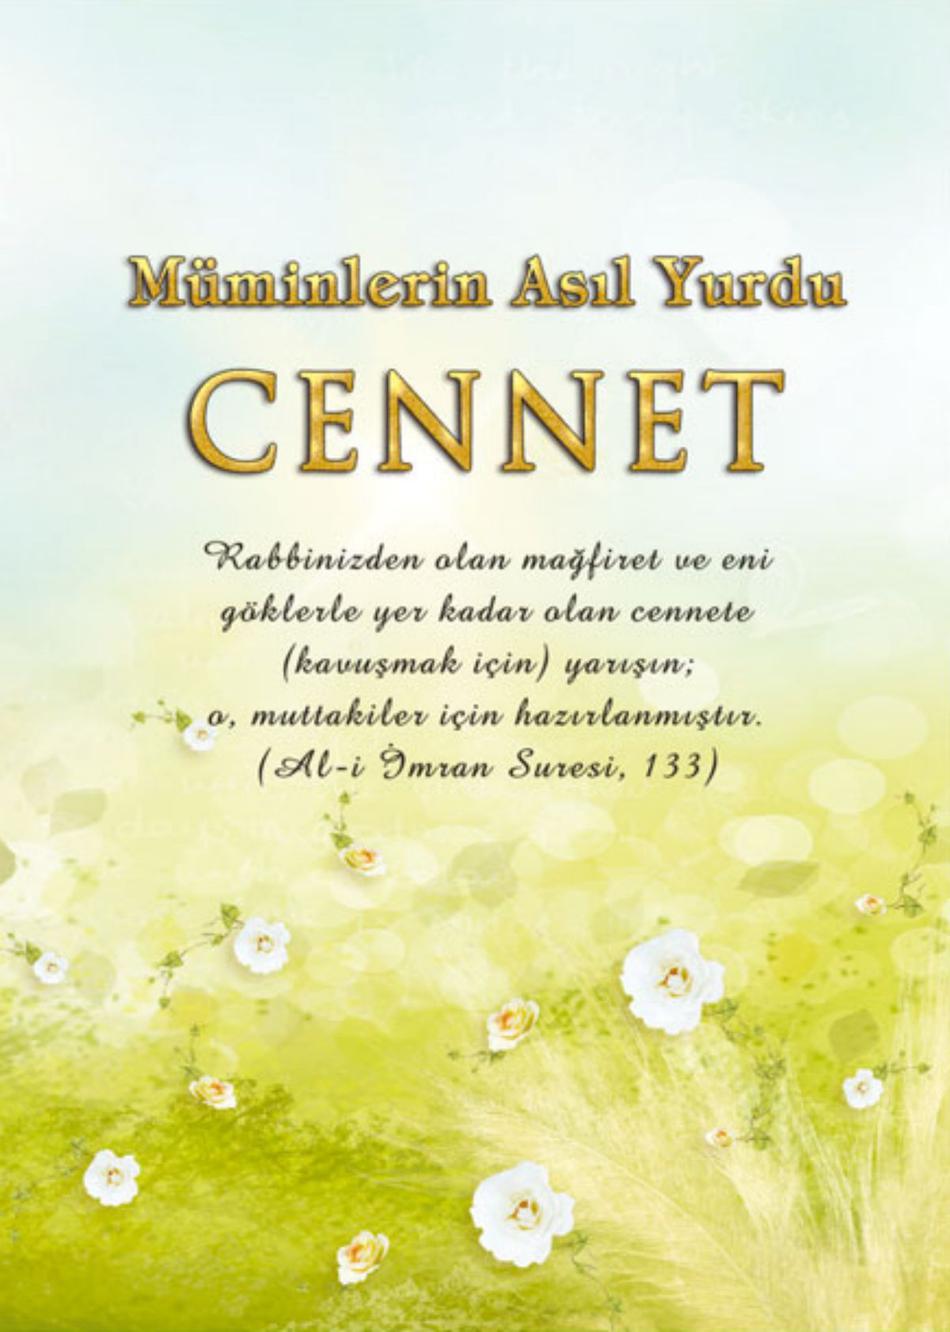 Müminlerin Asıl Yurdu
CENNET
Rabbinizden olan mağfiret ve eni
göklerle yer kadar olan cennete
(kavuşmak için) yarışın;
o, muttakiler için hazırlanmıştır.
(Al-i İmran Suresi, 133)